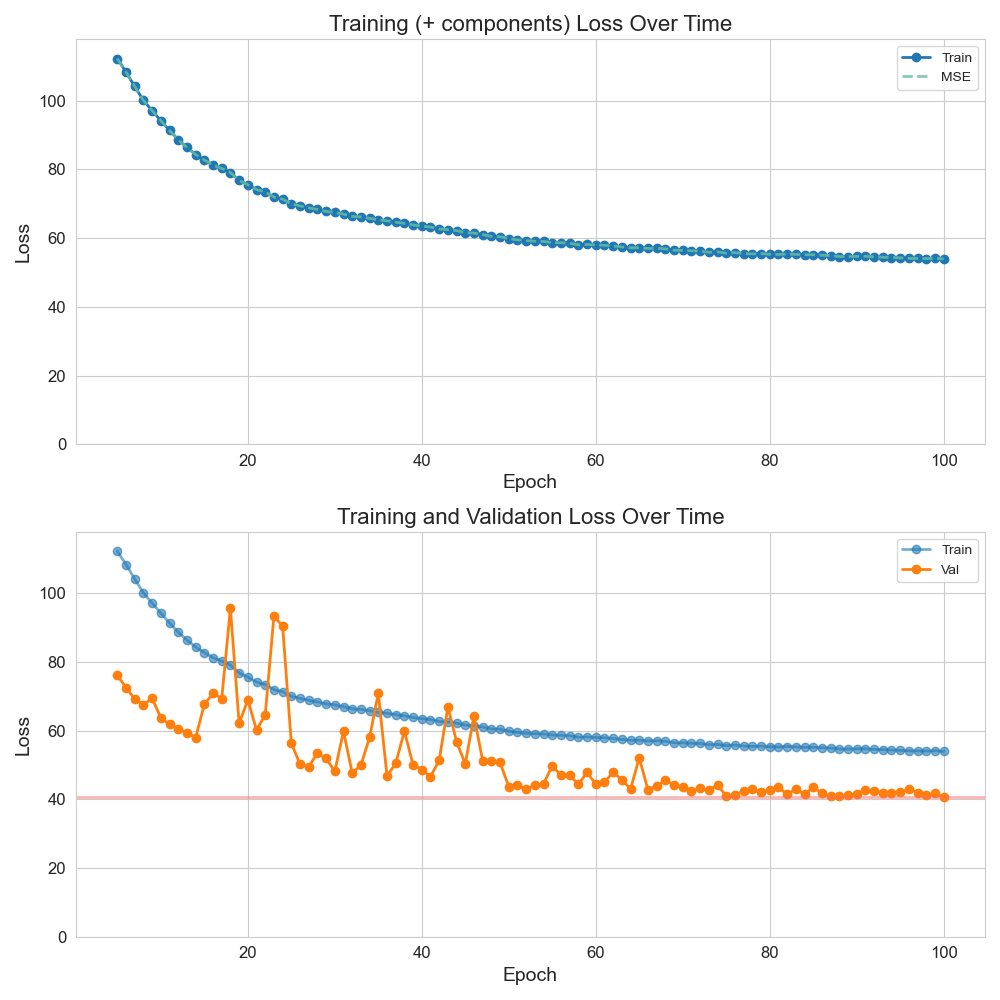 Training (+ components) Loss Over Time
Train
MSE
Loss
100
80
60
40
20
0
20 40 60 80 100
Epoch
Training and Validation Loss Over Time
Train
Val
Loss
100
80
60
40
20
0
20 40 60 80 100
Epoch